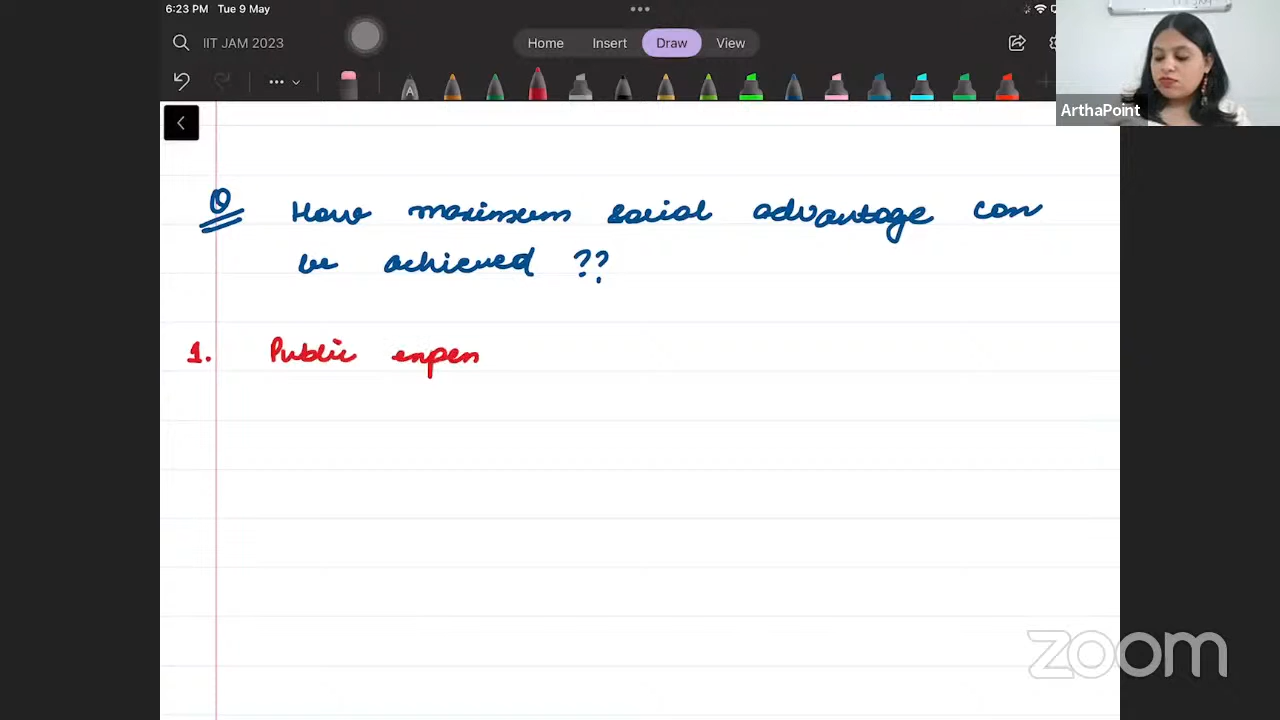 6:23 PM Tue 9 May
IIT JAM 2023
Home Insert Draw View
A
ArthaPoint
Q How maximum social advantage can
be achieved ??
1. Public expen
zoom